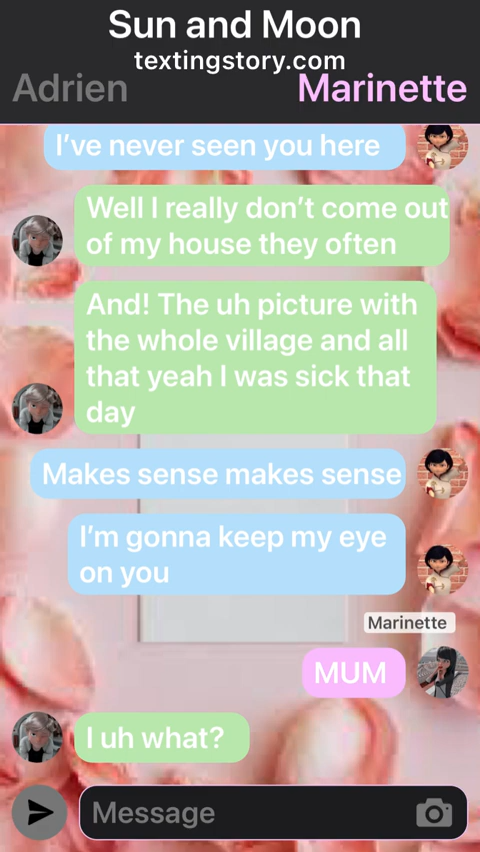 Sun and Moon
textingstory.com
Adrien
Marinette
I’ve never seen you here
Well I really don’t come out
of my house they often
And! The uh picture with
the whole village and all
that yeah I was sick that
day
Makes sense makes sense
I’m gonna keep my eye
on you
Marinette
MUM
I uh what?
Message